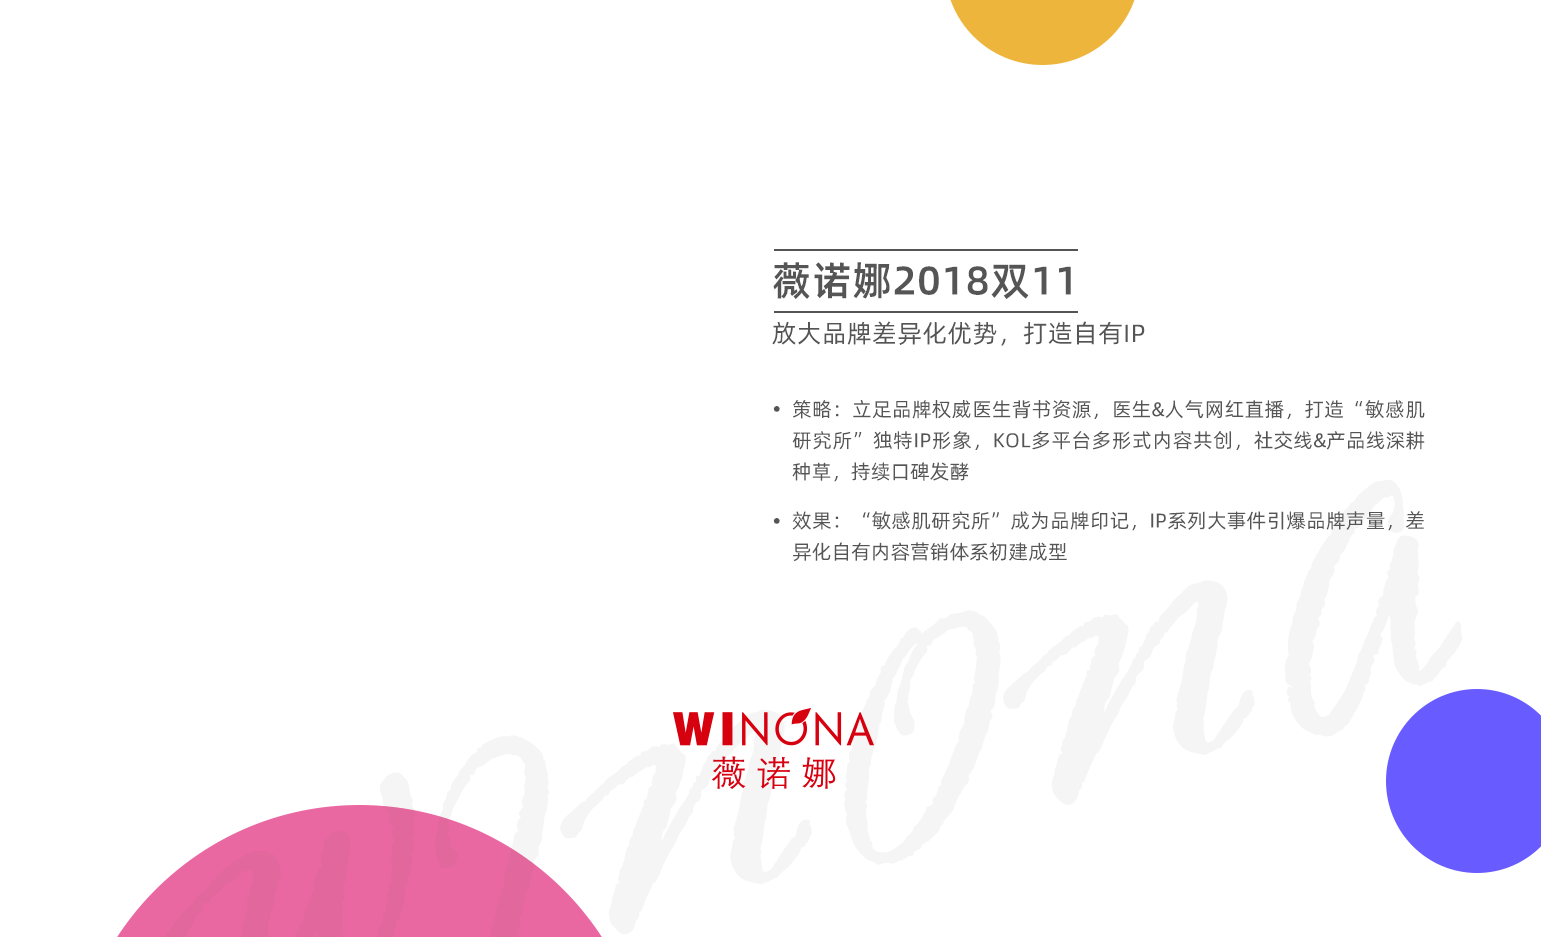 薇诺娜2018双11
放大品牌差异化优势，打造自有IP
• 策略：立足品牌权威医生背书资源，医生&人气网红直播，打造“敏感肌
研究所”独特IP形象，KOL多平台多形式内容共创，社交线&产品线深耕
种草，持续口碑发酵
• 效果：“敏感肌研究所”成为品牌印记，IP系列大事件引爆品牌声量，差
异化自有内容营销体系初建成型
WINONA
薇诺娜
winona